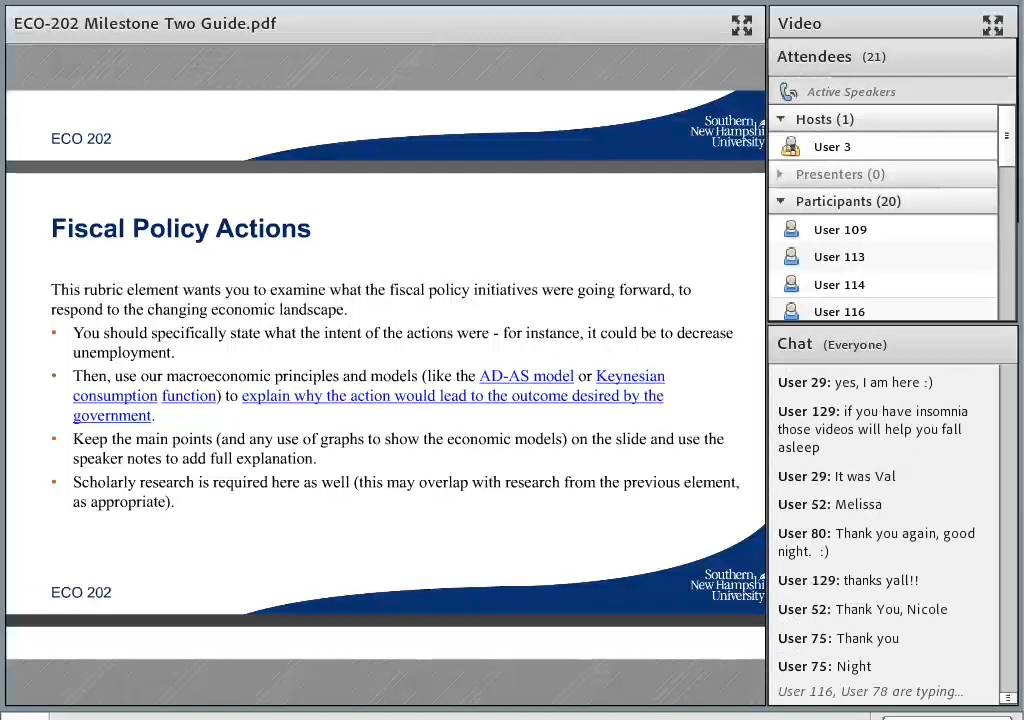 ECO-202 Milestone Two Guide.pdf
ECO 202
Southern
New Hampshi
University
Fiscal Policy Actions
This rubric element wants you to examine what the fiscal policy initiatives were going forward, to
respond to the changing economic landscape.
• You should specifically state what the intent of the actions were - for instance, it could be to decrease
unemployment.
• Then, use our macroeconomic principles and models (like the AD-AS model or Keynesian
consumption function) to explain why the action would lead to the outcome desired by the
government.
• Keep the main points (and any use of graphs to show the economic models) on the slide and use the
speaker notes to add full explanation.
• Scholarly research is required here as well (this may overlap with research from the previous element,
as appropriate).
ECO 202
Southern
New Hampshi
University
Video
Attendees (21)
Active Speakers
Hosts (1)
User 3
Presenters (0)
Participants (20)
User 109
User 113
User 114
User 116
Chat (Everyone)
User 29: yes, I am here :)
User 129: if you have insomnia
those videos will help you fall
asleep
User 29: It was Val
User 52: Melissa
User 80: Thank you again, good
night. :)
User 129: thanks yall!!
User 52: Thank You, Nicole
User 75: Thank you
User 75: Night
User 116, User 78 are typing...